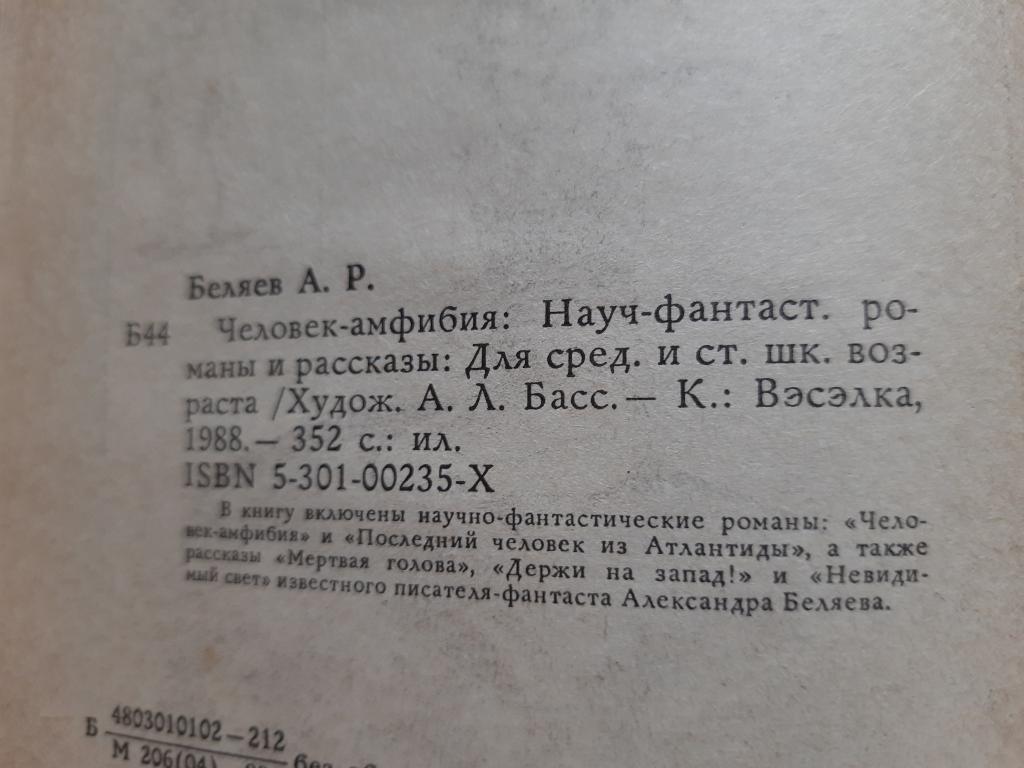 Беляев А. Р.
Б44 Человек-амфибия: Науч-фантаст. ро-
маны и рассказы: Для сред. и ст. шк. воз-
раста /Худож. А. Л. Басс.— К.: Вэсэлка,
1988.— 352 с.: ил.
ISBN 5-301-00235-X
В книгу включены научно-фантастические романы: «Чело-
век-амфибия» и «Последний человек из Атлантиды», а также
рассказы «Мертвая голова», «Держи на запад!» и «Невиди-
мый свет» известного писателя-фантаста Александра Беляева.
Б 4803010102—212
М 206(04)